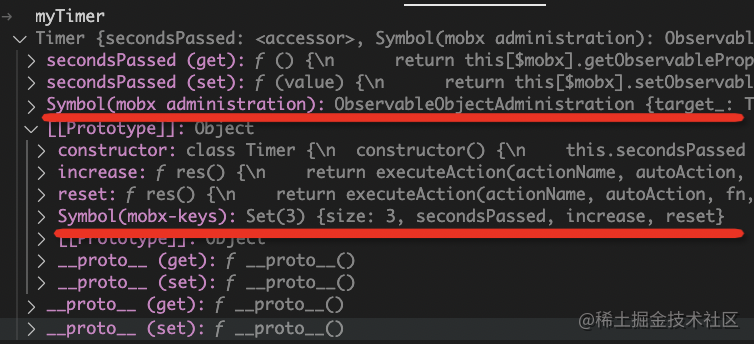 myTimer
Timer {secondsPassed: <accessor>, Symbol(mobx administration): Observabl
secondsPassed (get): ƒ () {\n      return this[$mobx].getObservableProp
secondsPassed (set): ƒ (value) {\n      return this[$mobx].setObservab
Symbol(mobx administration): ObservableObjectAdministration {target_: T
[[Prototype]]: Object
constructor: class Timer {\n  constructor() {\n    this.secondsPassed
increase: ƒ res() {\n    return executeAction(actionName, autoAction,
reset: ƒ res() {\n    return executeAction(actionName, autoAction, fn,
Symbol(mobx-keys): Set(3) {size: 3, secondsPassed, increase, reset}
[[Prototype]]: Object
__proto__ (get): ƒ __proto__()
__proto__ (set): ƒ __proto__()
__proto__ (get): ƒ __proto__()
__proto__ (set): ƒ __proto__()
@稀土掘金技术社区